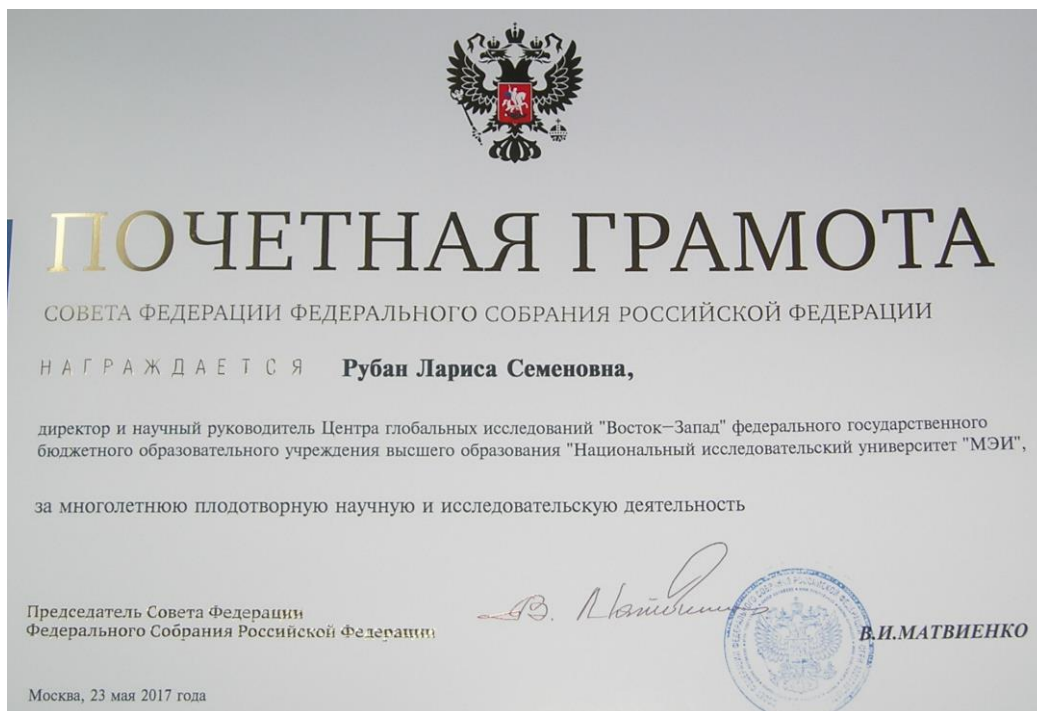 ПОЧЕТНАЯ ГРАМОТА
СОВЕТА ФЕДЕРАЦИИ ФЕДЕРАЛЬНОГО СОБРАНИЯ РОССИЙСКОЙ ФЕДЕРАЦИИ
НАГРАЖДАЕТСЯ Рубан Лариса Семеновна,
директор и научный руководитель Центра глобальных исследований "Восток–Запад" федерального государственного
бюджетного образовательного учреждения высшего образования "Национальный исследовательский университет "МЭИ",
за многолетнюю плодотворную научную и исследовательскую деятельность
Председатель Совета Федерации
Федерального Собрания Российской Федерации
В.И.МАТВИЕНКО
Москва, 23 мая 2017 года